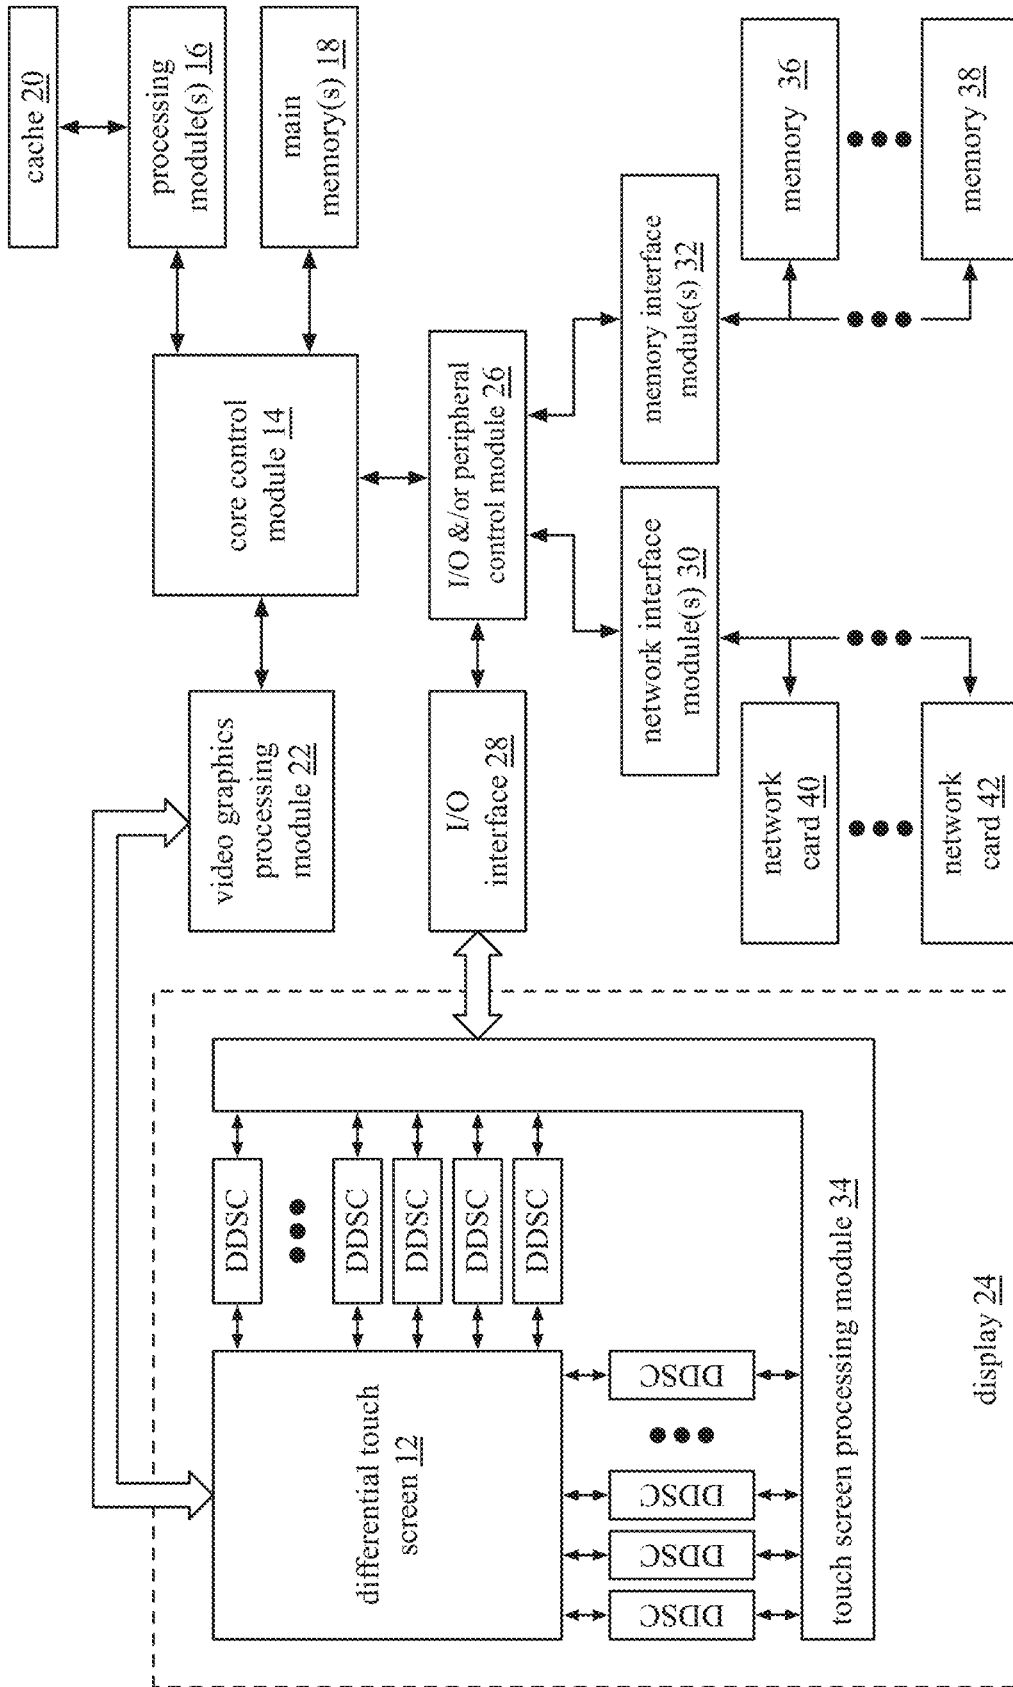 cache 20
processing
module(s) 16
main
memory(s) 18
core control
module 14
video graphics
processing
module 22
I/O &/or peripheral
control module 26
I/O
interface 28
memory interface
module(s) 32
network interface
module(s) 30
memory 36
memory 38
network
card 40
network
card 42
differential touch
screen 12
DDSC
DDSC
DDSC
DDSC
DDSC
DDSC
DDSC
DDSC
DDSC
touch screen processing module 34
display 24